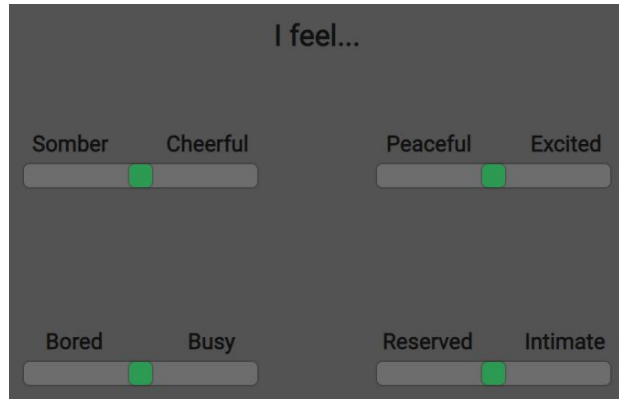 I feel...
Somber Cheerful Peaceful Excited
Bored Busy Reserved Intimate